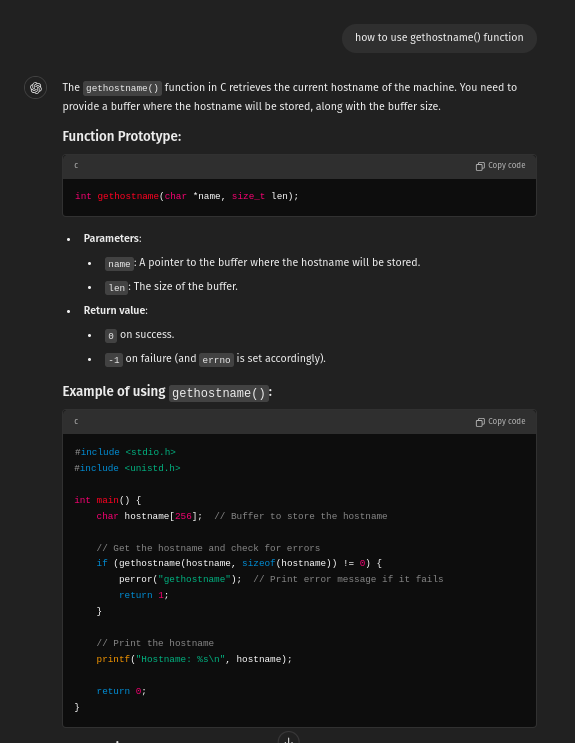 how to use gethostname() function
The gethostname() function in C retrieves the current hostname of the machine. You need to
provide a buffer where the hostname will be stored, along with the buffer size.
Function Prototype:
c
Copy code
int gethostname(char *name, size_t len);
Parameters:
name: A pointer to the buffer where the hostname will be stored.
len: The size of the buffer.
Return value:
0 on success.
-1 on failure (and errno is set accordingly).
Example of using gethostname():
c
Copy code
#include <stdio.h>
#include <unistd.h>
int main() {
    char hostname[256];  // Buffer to store the hostname
    // Get the hostname and check for errors
    if (gethostname(hostname, sizeof(hostname)) != 0) {
        perror("gethostname");  // Print error message if it fails
        return 1;
    }
    // Print the hostname
    printf("Hostname: %s\n", hostname);
    return 0;
}